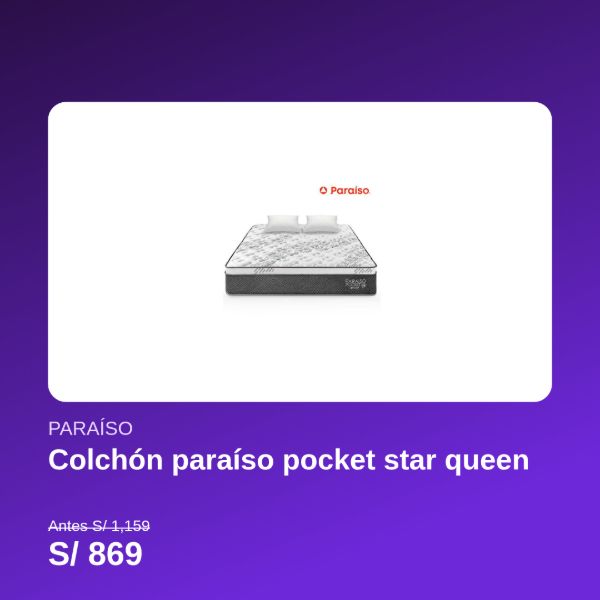 Paraíso
PARAÍSO
Colchón paraíso pocket star queen
Antes S/ 1,159
S/ 869